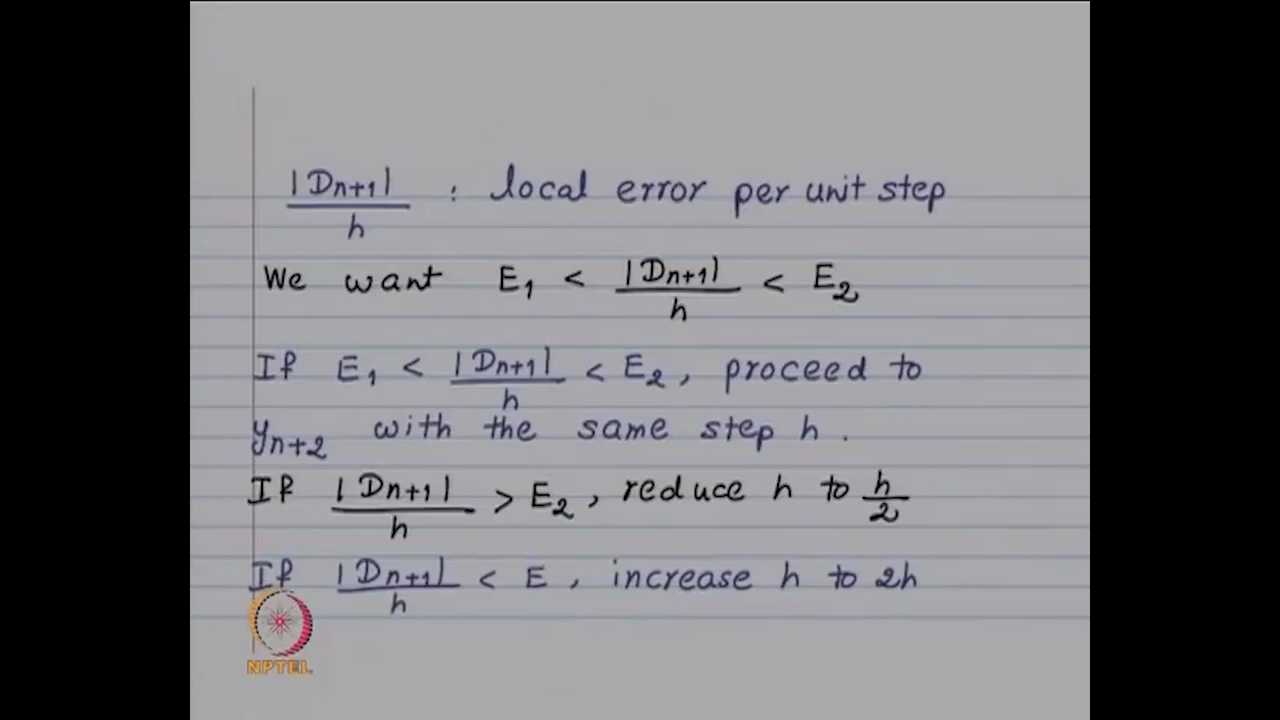 |Dn+1| / h : local error per unit step
We want E1 < |Dn+1| / h < E2
If E1 < |Dn+1| / h < E2, proceed to
yn+2 with the same step h.
If |Dn+1| / h > E2, reduce h to h/2
If |Dn+1| / h < E, increase h to 2h
NPTEL